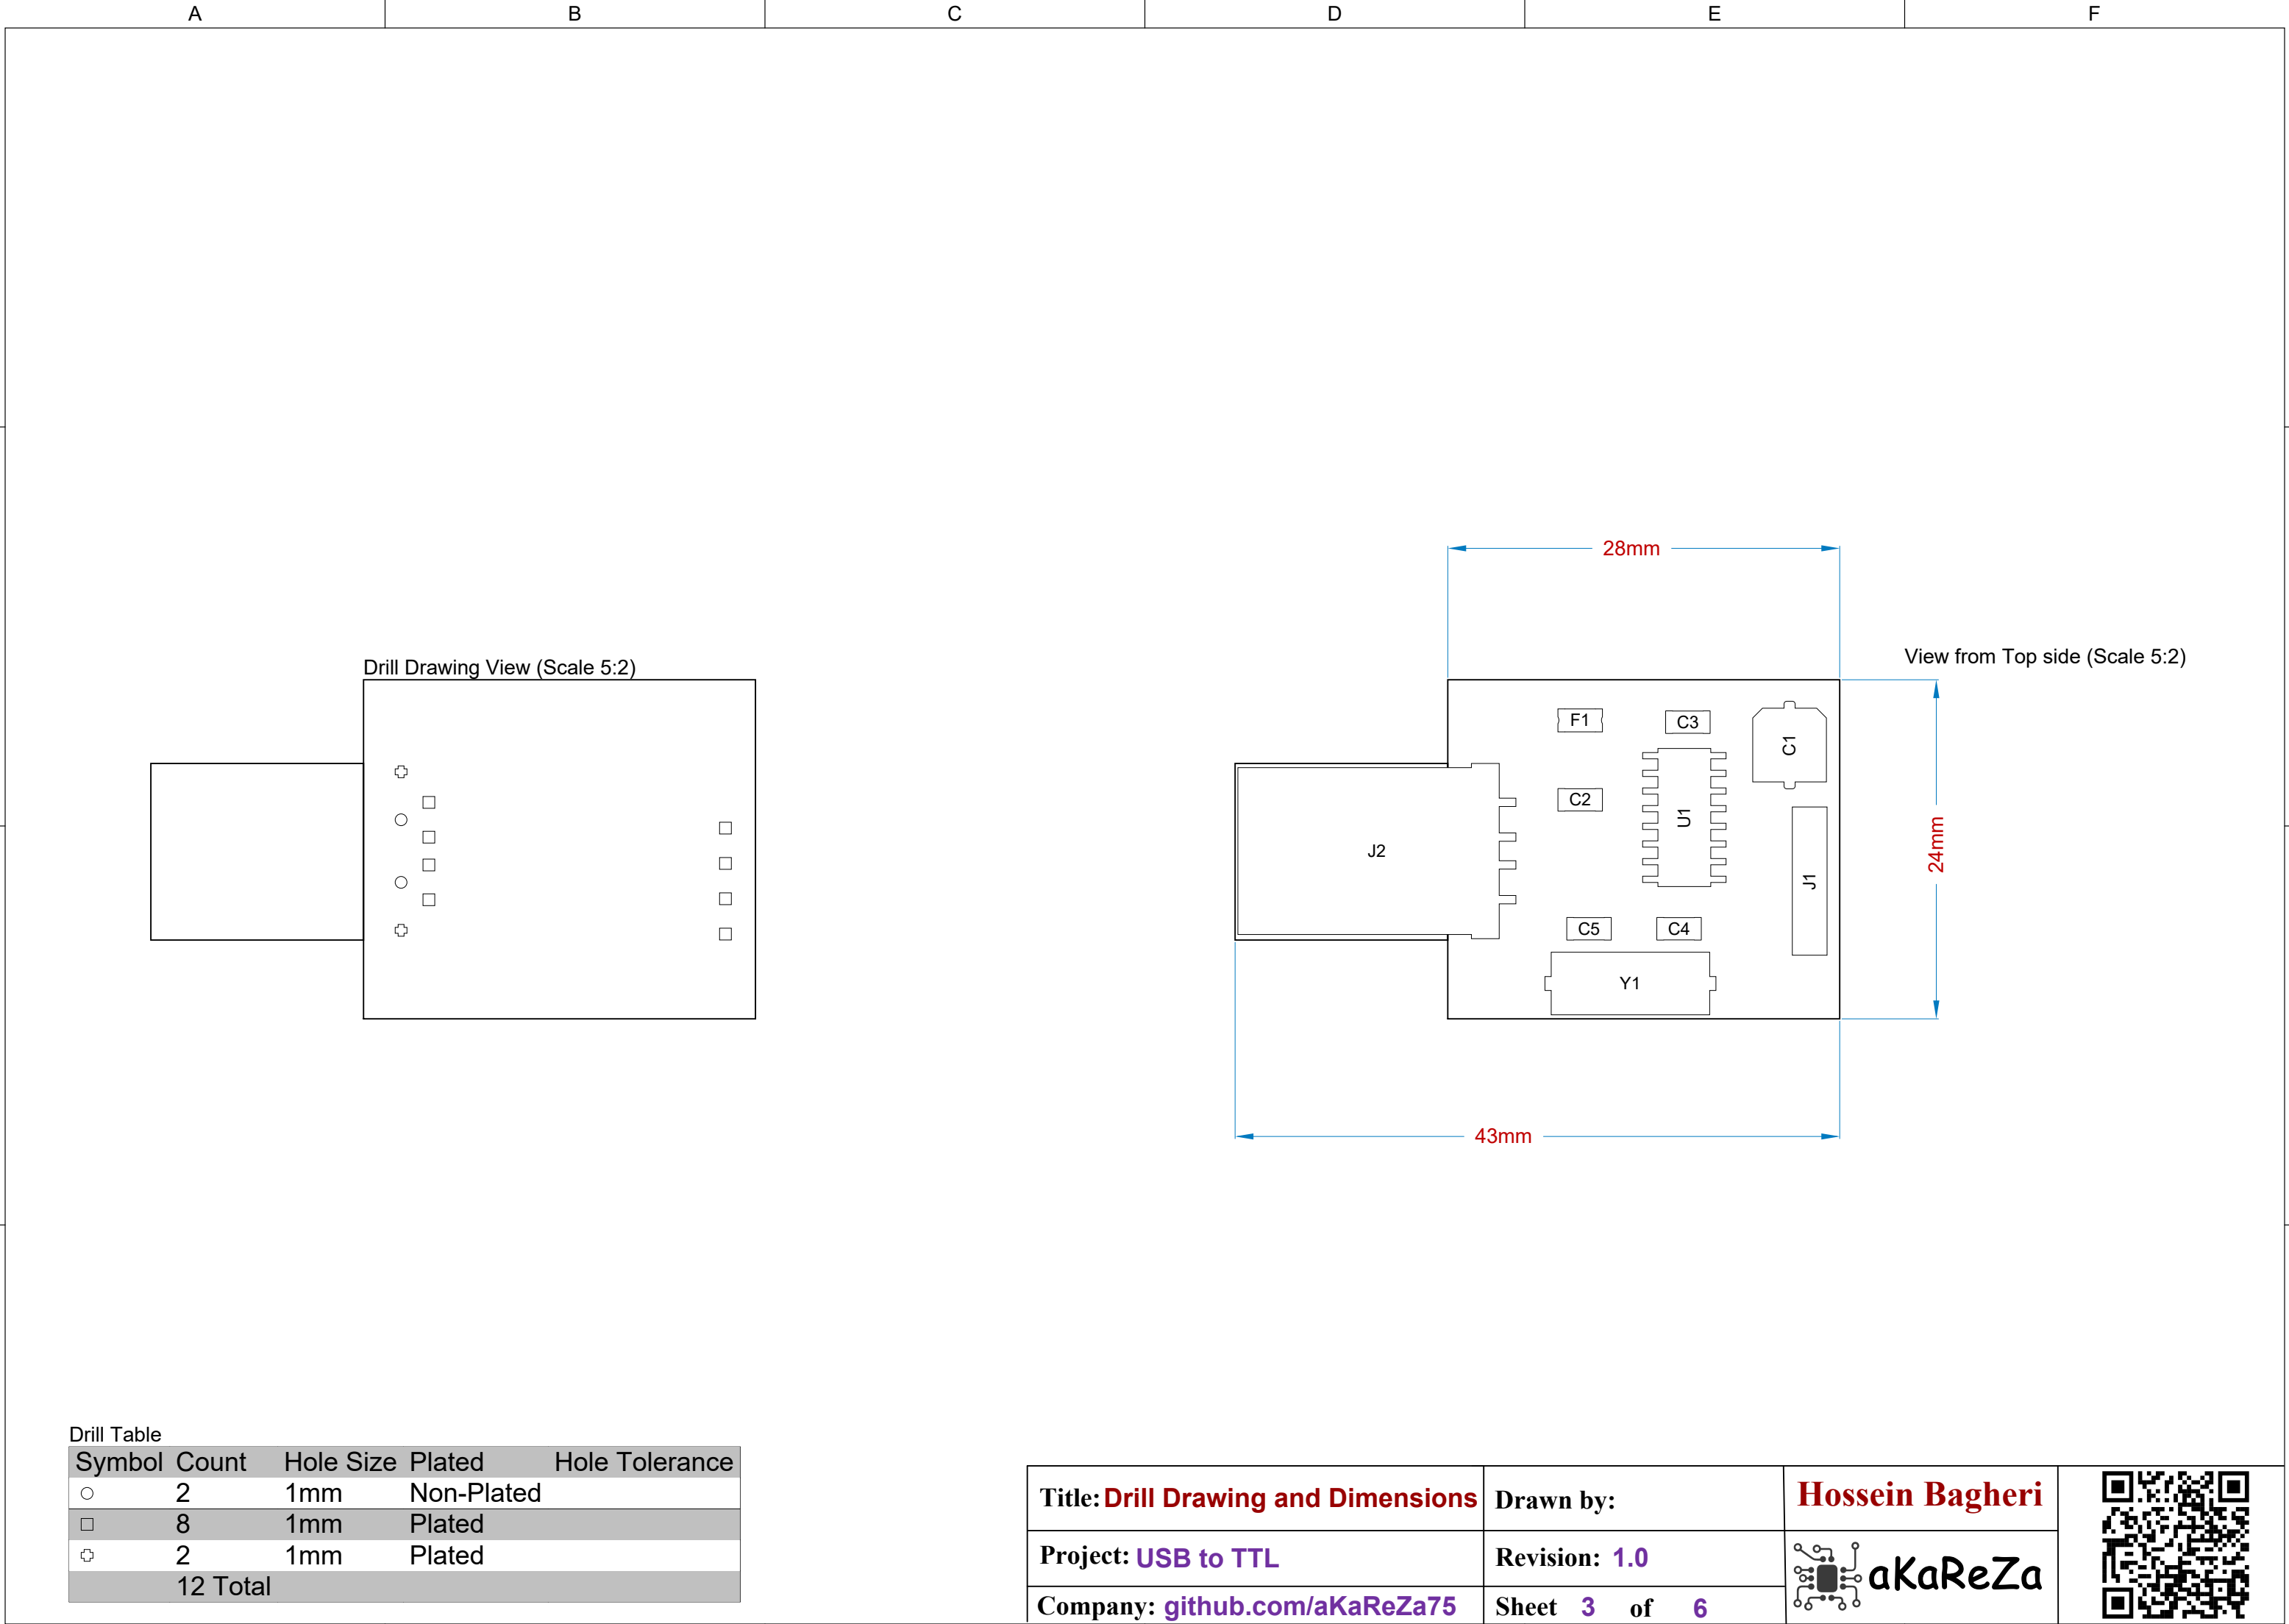 A B C D E F
28mm
View from Top side (Scale 5:2)
Drill Drawing View (Scale 5:2)
F1 C3 C1
C2 U1
24mm
J2
J1
C5 C4
Y1
43mm
Drill Table
Symbol Count Hole Size Plated Hole Tolerance
2 1mm Non-Plated
8 1mm Plated
2 1mm Plated
12 Total
Title: Drill Drawing and Dimensions Drawn by: Hossein Bagheri
Project: USB to TTL Revision: 1.0 aKaReZa
Company: github.com/aKaReZa75 Sheet 3 of 6